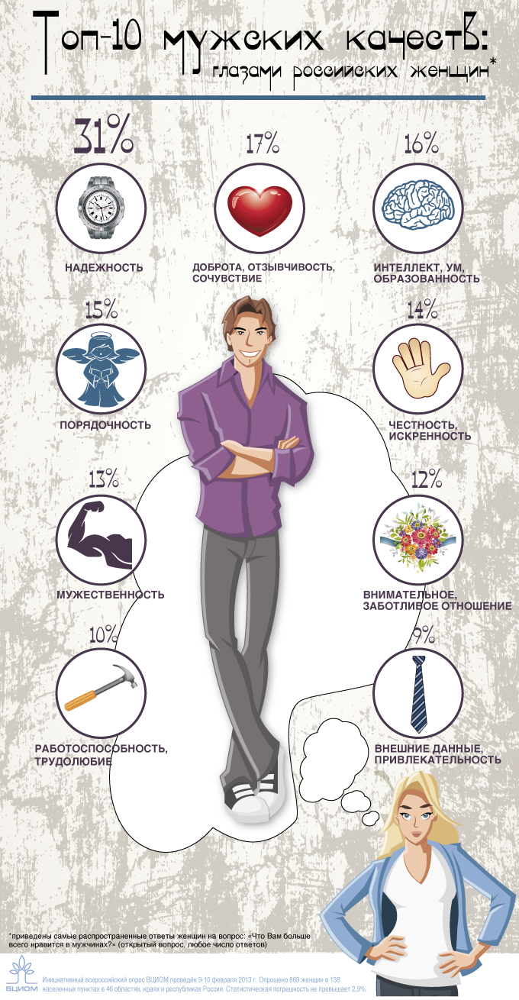 Топ-10 мужских качеств:
глазами российских женщин*
31%
НАДЕЖНОСТЬ
17%
ДОБРОТА, ОТЗЫВЧИВОСТЬ,
СОЧУВСТВИЕ
16%
ИНТЕЛЛЕКТ, УМ,
ОБРАЗОВАННОСТЬ
15%
ПОРЯДОЧНОСТЬ
14%
ЧЕСТНОСТЬ,
ИСКРЕННОСТЬ
13%
МУЖЕСТВЕННОСТЬ
12%
ВНИМАТЕЛЬНОЕ,
ЗАБОТЛИВОЕ ОТНОШЕНИЕ
10%
РАБОТОСПОСОБНОСТЬ,
ТРУДОЛЮБИЕ
9%
ВНЕШНИЕ ДАННЫЕ,
ПРИВЛЕКАТЕЛЬНОСТЬ
*приведены самые распространенные ответы женщин на вопрос: «Что Вам больше
всего нравится в мужчинах?» (открытый вопрос, любое число ответов)
ВЦИОМ
Инициативный всероссийский опрос ВЦИОМ проведён 9-10 февраля 2013 г. Опрошено 869 женщин в 138
населенных пунктах в 46 областях, краях и республиках России. Статистическая погрешность не превышает 2,9%.